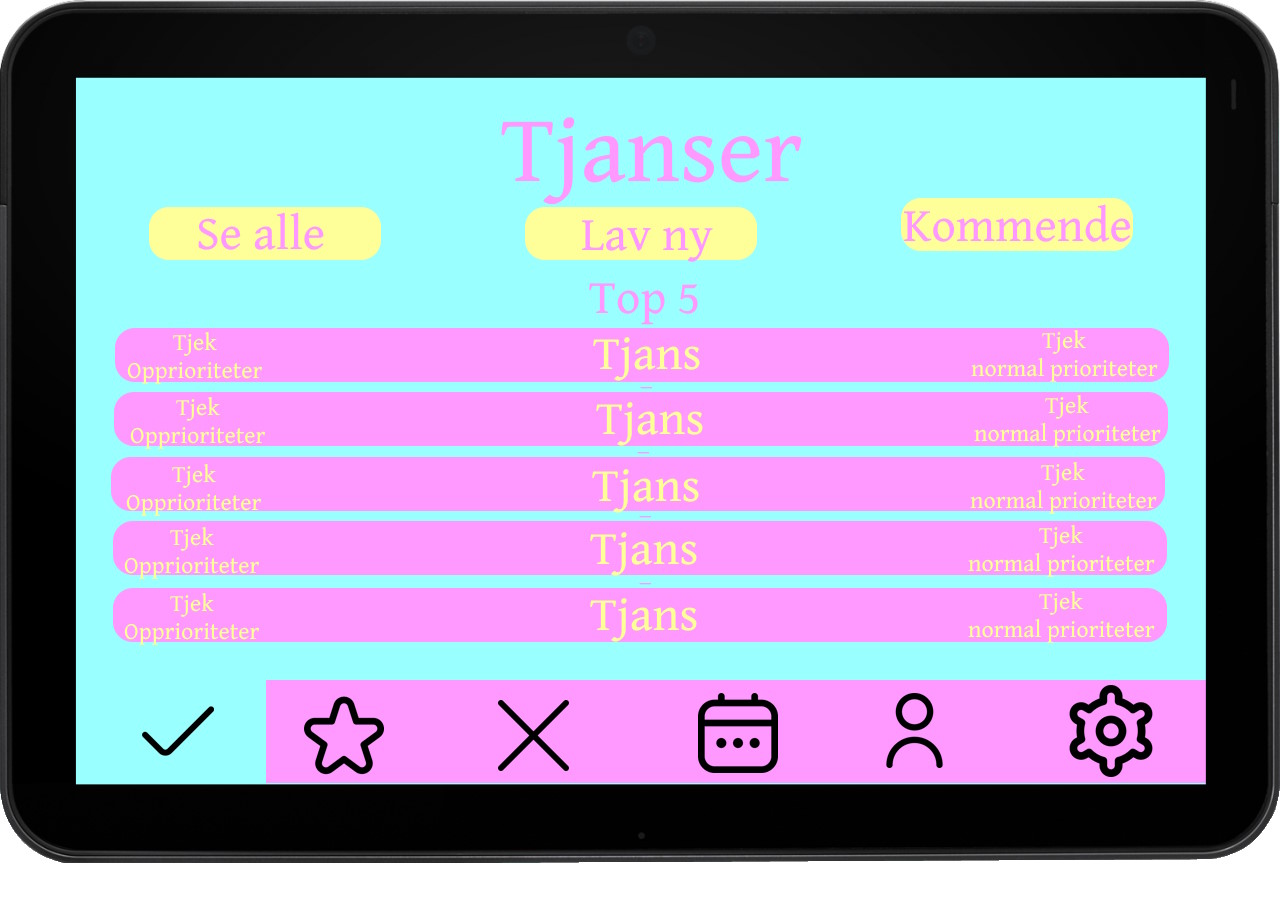 Tjanser
Se alle
Lav ny
Kommende
Top 5
Tjek
Opprioriteter
Tjans
Tjek
normal prioriteter
Tjek
Opprioriteter
Tjans
Tjek
normal prioriteter
Tjek
Opprioriteter
Tjans
Tjek
normal prioriteter
Tjek
Opprioriteter
Tjans
Tjek
normal prioriteter
Tjek
Opprioriteter
Tjans
Tjek
normal prioriteter